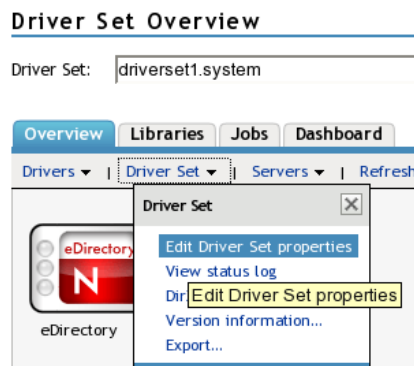 Driver Set Overview
Driver Set: driverset1.system
Overview Libraries Jobs Dashboard
Drivers | Driver Set | Servers | Refresh
Driver Set
eDirectory
N
Edit Driver Set properties
View status log
Edit Driver Set properties
Version information...
Export...
eDirectory